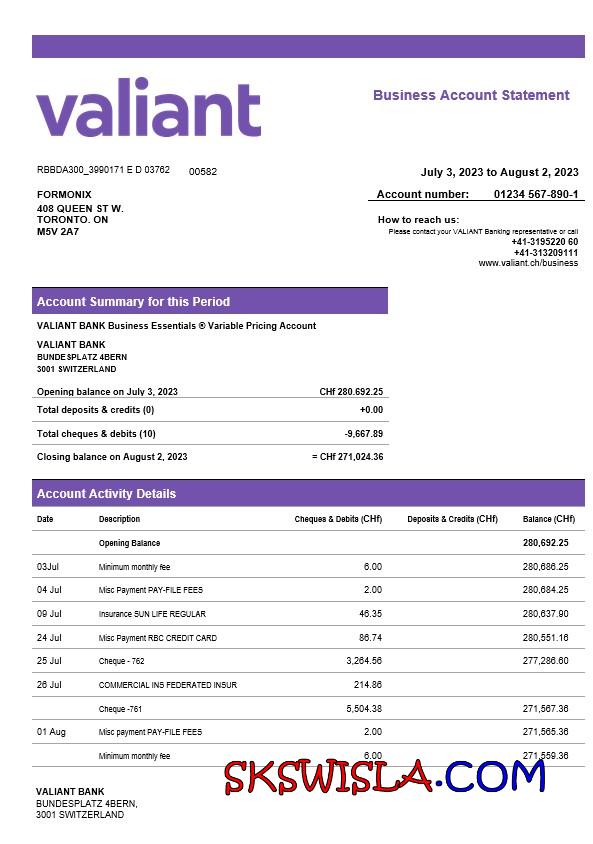 valiant
Business Account Statement
RBBDA300_3990171 E D 03762 00582
July 3, 2023 to August 2, 2023
FORMONIX
408 QUEEN ST W.
TORONTO. ON
M5V 2A7
Account number: 01234 567-890-1
How to reach us:
Please contact your VALIANT Banking representative or call
+41-3195220 60
+41-313209111
www.valiant.ch/business
Account Summary for this Period
VALIANT BANK Business Essentials ® Variable Pricing Account
VALIANT BANK
BUNDESPLATZ 4BERN
3001 SWITZERLAND
Opening balance on July 3, 2023 CHf 280.692.25
Total deposits & credits (0) +0.00
Total cheques & debits (10) -9,667.89
Closing balance on August 2, 2023 = CHf 271,024.36
Account Activity Details
Date Description Cheques & Debits (CHf) Deposits & Credits (CHf) Balance (CHf)
Opening Balance 280,692.25
03Jul Minimum monthly fee 6.00 280,686.25
04 Jul Misc Payment PAY-FILE FEES 2.00 280,684.25
09 Jul Insurance SUN LIFE REGULAR 46.35 280,637.90
24 Jul Misc Payment RBC CREDIT CARD 86.74 280,551.16
25 Jul Cheque - 762 3,264.56 277,286.60
26 Jul COMMERCIAL INS FEDERATED INSUR 214.86
Cheque -761 5,504.38 271,567.36
01 Aug Misc payment PAY-FILE FEES 2.00 271,565.36
Minimum monthly fee 6.00 271,559.36
SKSWISLA.COM
VALIANT BANK
BUNDESPLATZ 4BERN,
3001 SWITZERLAND